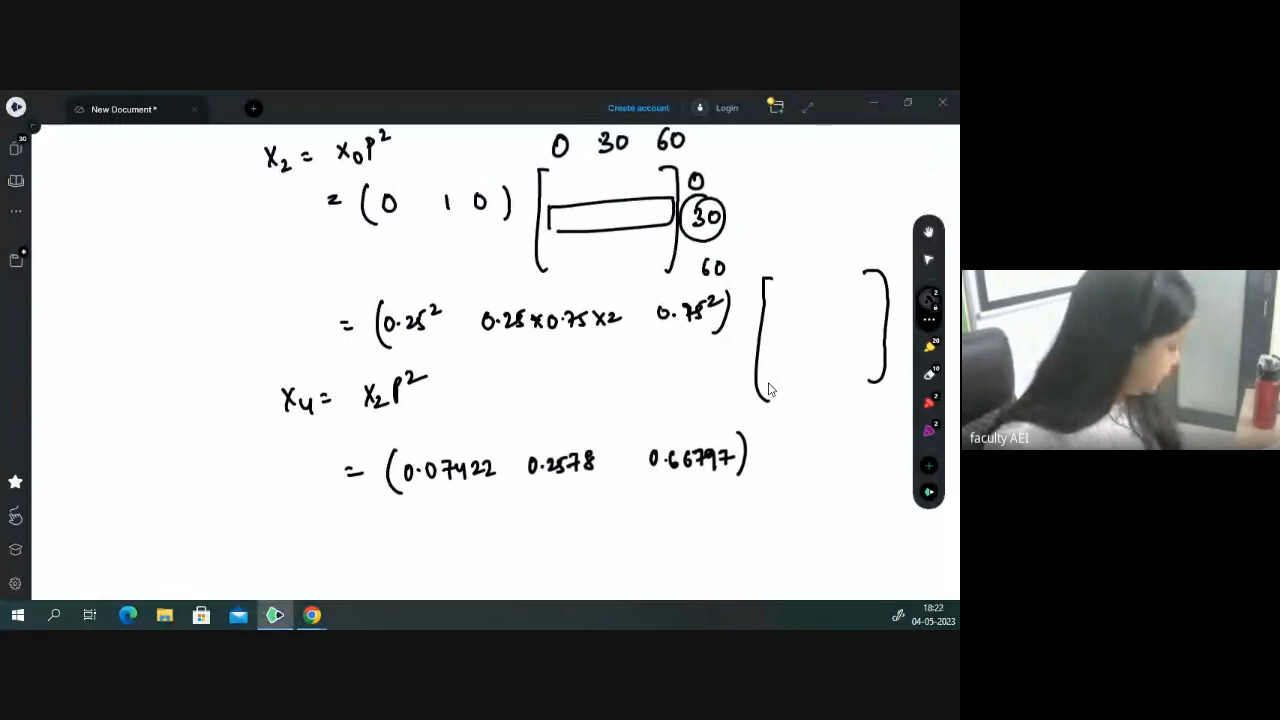 New Document*
Create account
Login
30
X₂ = X₀P²
0 30 60
= ( 0 1 0 ) [ ] 0
30
60
= ( 0.25² 0.25×0.75×2 0.75² ) [ ]
X₄ = X₂P²
= ( 0.07422 0.2578 0.66797 )
faculty AEI
18:22
04-05-2023